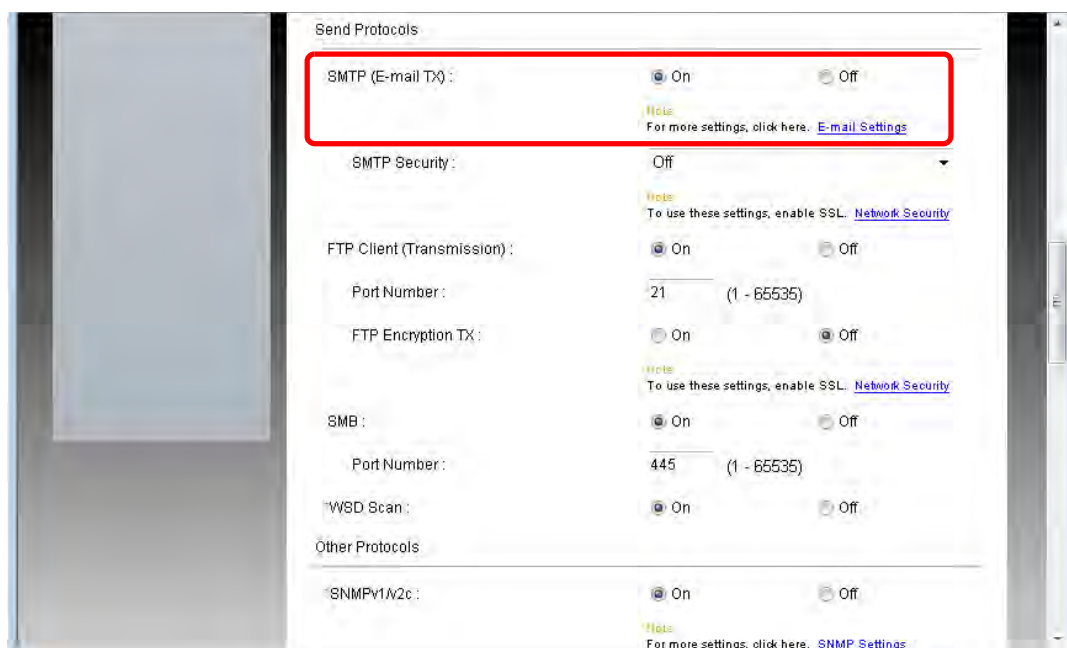 Send Protocols
SMTP (E-mail TX) : On Off
Note
For more settings, click here. E-mail Settings
SMTP Security : Off
Note
To use these settings, enable SSL. Network Security
FTP Client (Transmission) : On Off
Port Number : 21 (1 - 65535)
FTP Encryption TX : On Off
Note
To use these settings, enable SSL. Network Security
SMB : On Off
Port Number : 445 (1 - 65535)
*WSD Scan : On Off
Other Protocols
*SNMPv1/v2c : On Off
Note
For more settings, click here. SNMP Settings